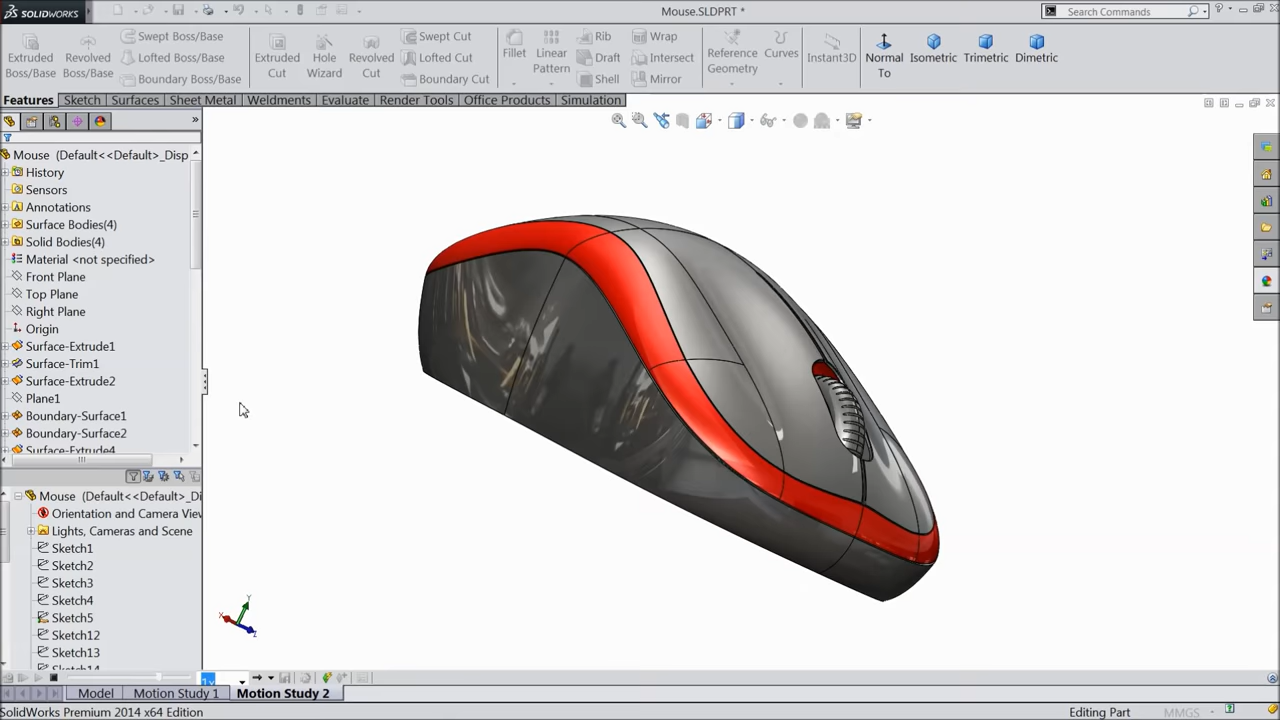 SOLIDWORKS
Mouse.SLDPRT *
Search Commands
Extruded Boss/Base
Revolved Boss/Base
Swept Boss/Base
Lofted Boss/Base
Boundary Boss/Base
Extruded Cut
Hole Wizard
Revolved Cut
Swept Cut
Lofted Cut
Boundary Cut
Fillet
Linear Pattern
Rib
Draft
Shell
Wrap
Intersect
Mirror
Reference Geometry
Curves
Instant3D
Normal To
Isometric
Trimetric
Dimetric
Features Sketch Surfaces Sheet Metal Weldments Evaluate Render Tools Office Products Simulation
Mouse (Default<<Default>_Disp
History
Sensors
Annotations
Surface Bodies(4)
Solid Bodies(4)
Material <not specified>
Front Plane
Top Plane
Right Plane
Origin
Surface-Extrude1
Surface-Trim1
Surface-Extrude2
Plane1
Boundary-Surface1
Boundary-Surface2
Surface-Extrude4
Mouse (Default<<Default>_Di
Orientation and Camera Viev
Lights, Cameras and Scene
Sketch1
Sketch2
Sketch3
Sketch4
Sketch5
Sketch12
Sketch13
Sketch14
Y
X
Z
1x
Model Motion Study 1 Motion Study 2
SolidWorks Premium 2014 x64 Edition
Editing Part
MMGS